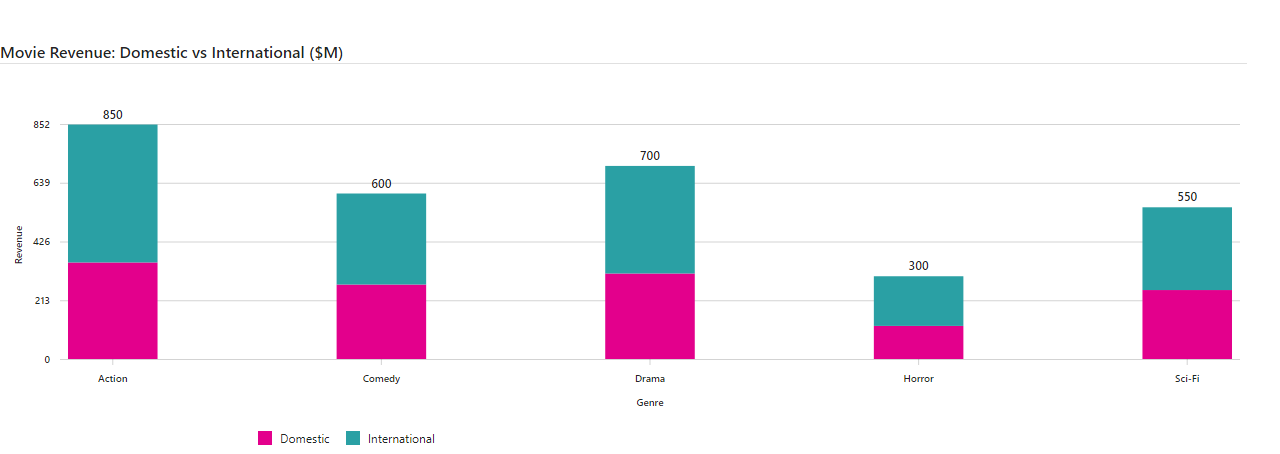 Movie Revenue: Domestic vs International ($M)
850
852
700
639
600
550
426
300
213
0
Revenue
Action
Comedy
Drama
Horror
Sci-Fi
Genre
Domestic
International